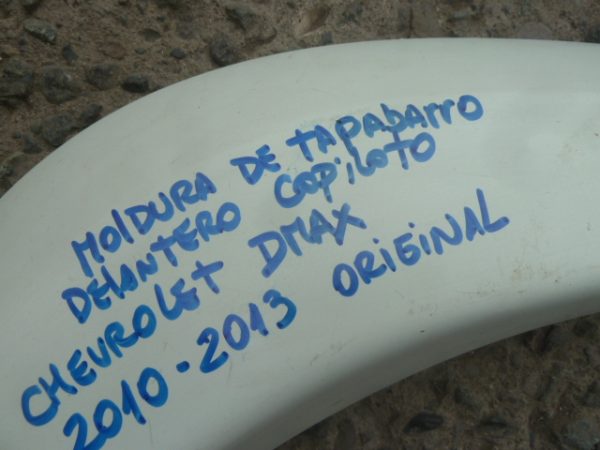 MOLDURA DE TAPABARRO
DELANTERO COPILOTO
CHEVROLET DMAX
2010-2013 ORIGINAL